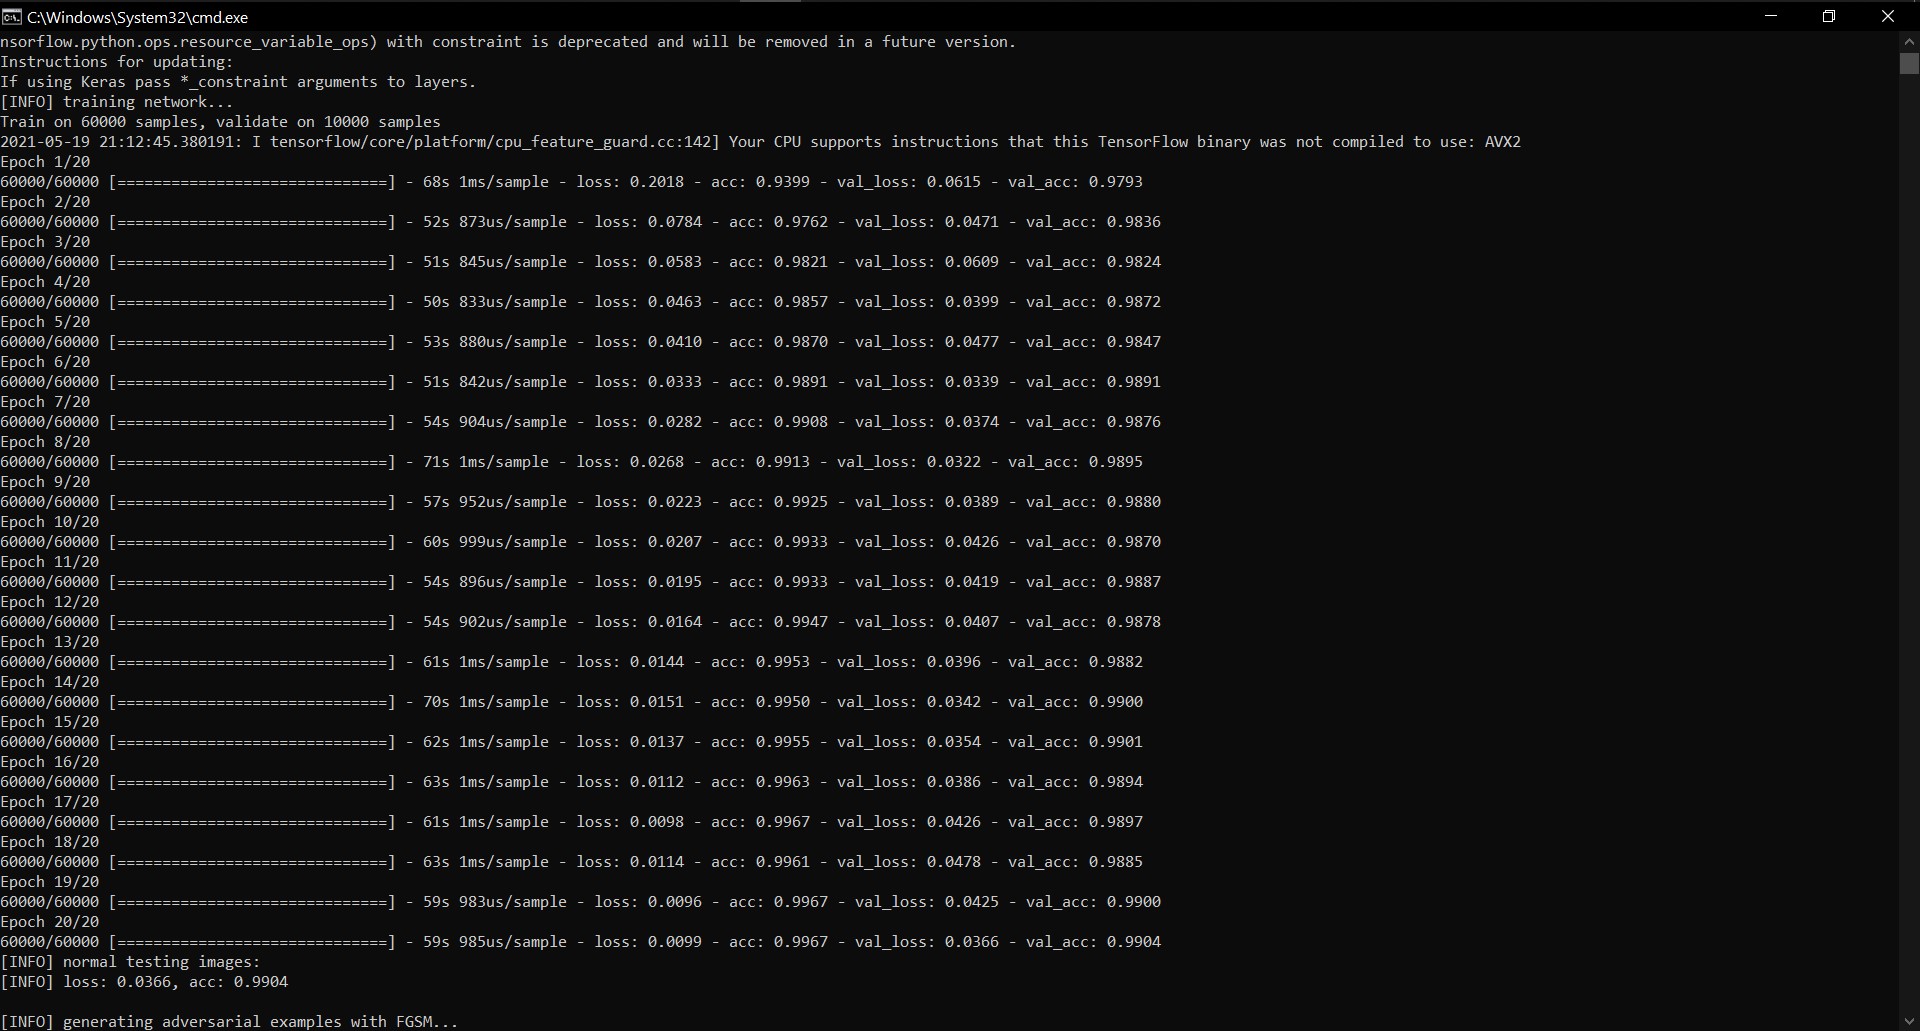 C:\Windows\System32\cmd.exe
nsorflow.python.ops.resource_variable_ops) with constraint is deprecated and will be removed in a future version.
Instructions for updating:
If using Keras pass *_constraint arguments to layers.
[INFO] training network...
Train on 60000 samples, validate on 10000 samples
2021-05-19 21:12:45.380191: I tensorflow/core/platform/cpu_feature_guard.cc:142] Your CPU supports instructions that this TensorFlow binary was not compiled to use: AVX2
Epoch 1/20
60000/60000 [==============================] - 68s 1ms/sample - loss: 0.2018 - acc: 0.9399 - val_loss: 0.0615 - val_acc: 0.9793
Epoch 2/20
60000/60000 [==============================] - 52s 873us/sample - loss: 0.0784 - acc: 0.9762 - val_loss: 0.0471 - val_acc: 0.9836
Epoch 3/20
60000/60000 [==============================] - 51s 845us/sample - loss: 0.0583 - acc: 0.9821 - val_loss: 0.0609 - val_acc: 0.9824
Epoch 4/20
60000/60000 [==============================] - 50s 833us/sample - loss: 0.0463 - acc: 0.9857 - val_loss: 0.0399 - val_acc: 0.9872
Epoch 5/20
60000/60000 [==============================] - 53s 880us/sample - loss: 0.0410 - acc: 0.9870 - val_loss: 0.0477 - val_acc: 0.9847
Epoch 6/20
60000/60000 [==============================] - 51s 842us/sample - loss: 0.0333 - acc: 0.9891 - val_loss: 0.0339 - val_acc: 0.9891
Epoch 7/20
60000/60000 [==============================] - 54s 904us/sample - loss: 0.0282 - acc: 0.9908 - val_loss: 0.0374 - val_acc: 0.9876
Epoch 8/20
60000/60000 [==============================] - 71s 1ms/sample - loss: 0.0268 - acc: 0.9913 - val_loss: 0.0322 - val_acc: 0.9895
Epoch 9/20
60000/60000 [==============================] - 57s 952us/sample - loss: 0.0223 - acc: 0.9925 - val_loss: 0.0389 - val_acc: 0.9880
Epoch 10/20
60000/60000 [==============================] - 60s 999us/sample - loss: 0.0207 - acc: 0.9933 - val_loss: 0.0426 - val_acc: 0.9870
Epoch 11/20
60000/60000 [==============================] - 54s 896us/sample - loss: 0.0195 - acc: 0.9933 - val_loss: 0.0419 - val_acc: 0.9887
Epoch 12/20
60000/60000 [==============================] - 54s 902us/sample - loss: 0.0164 - acc: 0.9947 - val_loss: 0.0407 - val_acc: 0.9878
Epoch 13/20
60000/60000 [==============================] - 61s 1ms/sample - loss: 0.0144 - acc: 0.9953 - val_loss: 0.0396 - val_acc: 0.9882
Epoch 14/20
60000/60000 [==============================] - 70s 1ms/sample - loss: 0.0151 - acc: 0.9950 - val_loss: 0.0342 - val_acc: 0.9900
Epoch 15/20
60000/60000 [==============================] - 62s 1ms/sample - loss: 0.0137 - acc: 0.9955 - val_loss: 0.0354 - val_acc: 0.9901
Epoch 16/20
60000/60000 [==============================] - 63s 1ms/sample - loss: 0.0112 - acc: 0.9963 - val_loss: 0.0386 - val_acc: 0.9894
Epoch 17/20
60000/60000 [==============================] - 61s 1ms/sample - loss: 0.0098 - acc: 0.9967 - val_loss: 0.0426 - val_acc: 0.9897
Epoch 18/20
60000/60000 [==============================] - 63s 1ms/sample - loss: 0.0114 - acc: 0.9961 - val_loss: 0.0478 - val_acc: 0.9885
Epoch 19/20
60000/60000 [==============================] - 59s 983us/sample - loss: 0.0096 - acc: 0.9967 - val_loss: 0.0425 - val_acc: 0.9900
Epoch 20/20
60000/60000 [==============================] - 59s 985us/sample - loss: 0.0099 - acc: 0.9967 - val_loss: 0.0366 - val_acc: 0.9904
[INFO] normal testing images:
[INFO] loss: 0.0366, acc: 0.9904
[INFO] generating adversarial examples with FGSM...